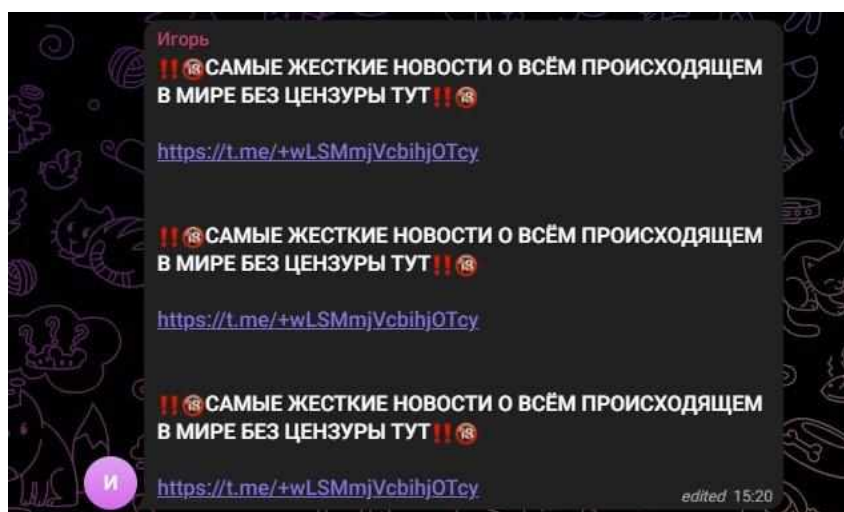 Игорь
‼️🔞САМЫЕ ЖЕСТКИЕ НОВОСТИ О ВСЁМ ПРОИСХОДЯЩЕМ
В МИРЕ БЕЗ ЦЕНЗУРЫ ТУТ‼️🔞
https://t.me/+wLSMmjVcbihjOTcy
‼️🔞САМЫЕ ЖЕСТКИЕ НОВОСТИ О ВСЁМ ПРОИСХОДЯЩЕМ
В МИРЕ БЕЗ ЦЕНЗУРЫ ТУТ‼️🔞
https://t.me/+wLSMmjVcbihjOTcy
‼️🔞САМЫЕ ЖЕСТКИЕ НОВОСТИ О ВСЁМ ПРОИСХОДЯЩЕМ
В МИРЕ БЕЗ ЦЕНЗУРЫ ТУТ‼️🔞
И
https://t.me/+wLSMmjVcbihjOTcy
edited 15:20